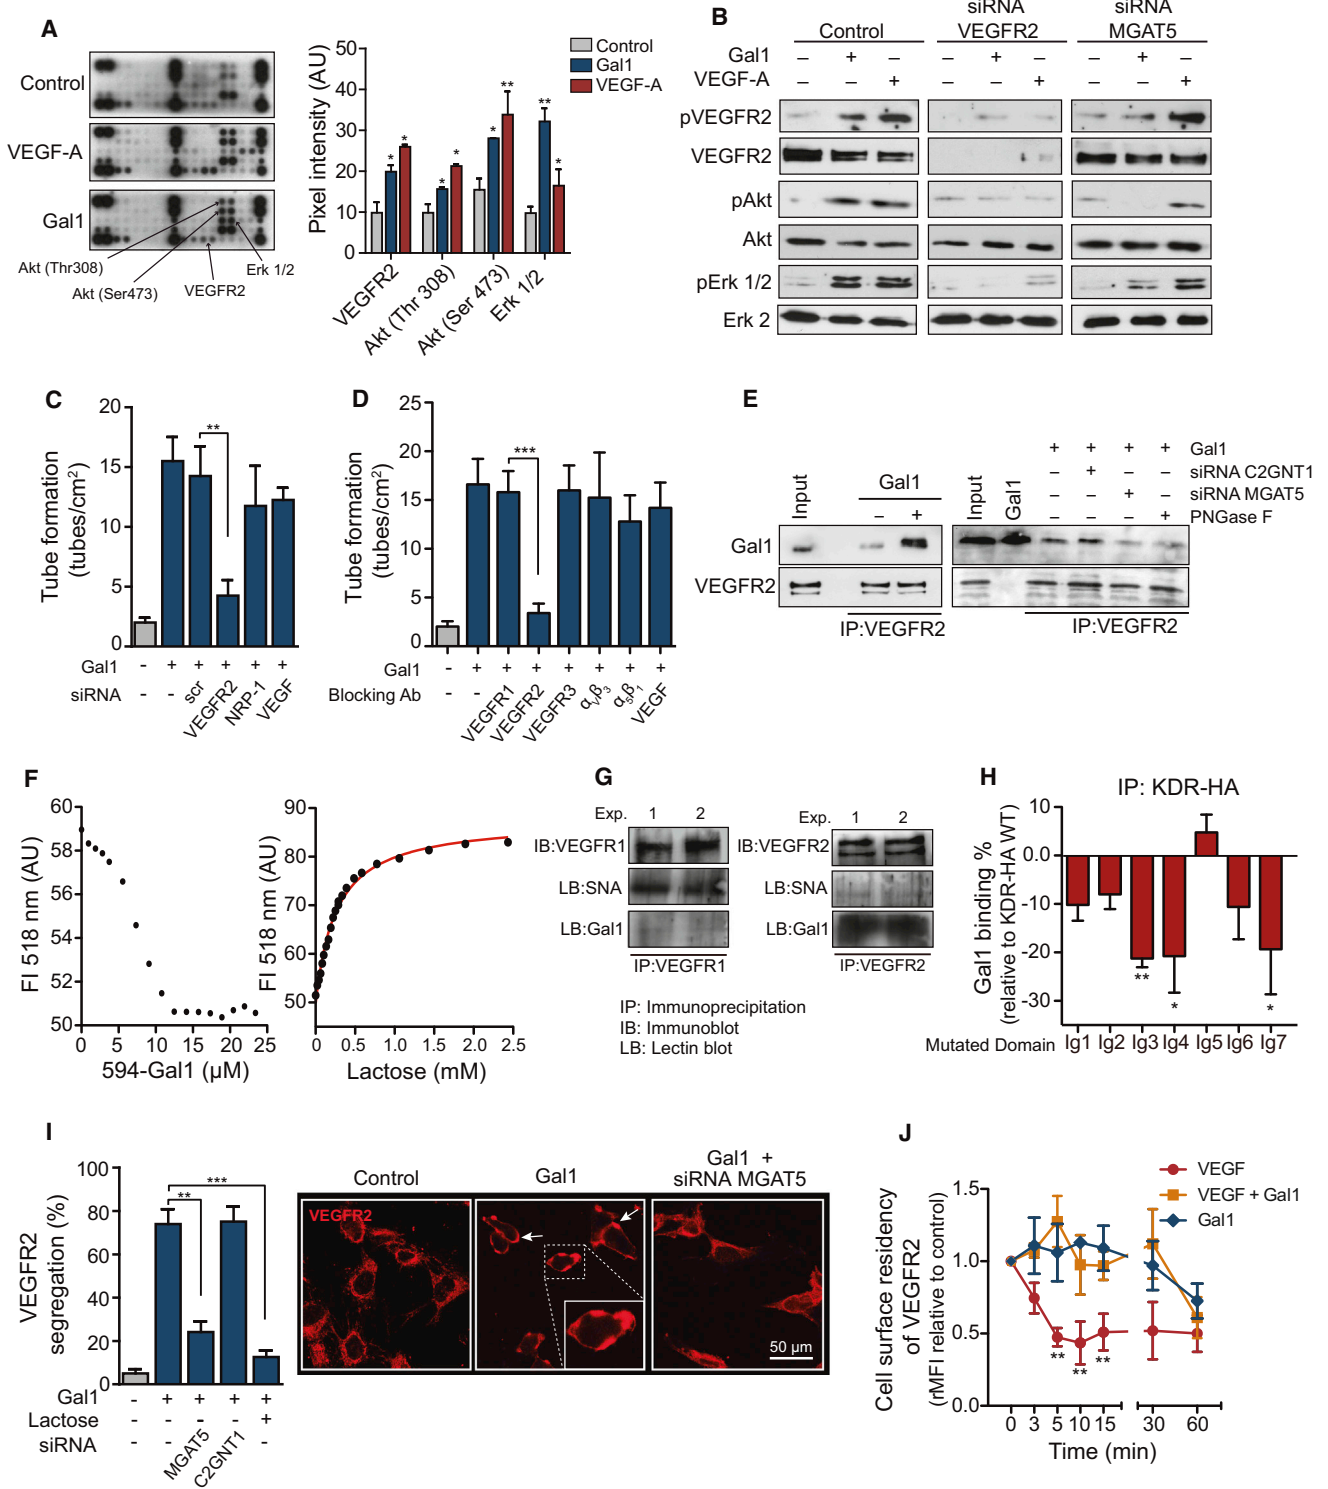 A
Control
VEGF-A
Gal1
Akt (Thr308)
Akt (Ser473)
VEGFR2
Erk 1/2
Pixel intensity (AU)
50
40
30
20
10
0
* *
* *
* **
** *
VEGFR2
Akt (Thr 308)
Akt (Ser 473)
Erk 1/2
Control
Gal1
VEGF-A
B
Control
siRNA VEGFR2
siRNA MGAT5
Gal1 – + – – + – – + –
VEGF-A – – + – – + – – +
pVEGFR2
VEGFR2
pAkt
Akt
pErk 1/2
Erk 2
C
Tube formation (tubes/cm²)
20
15
10
5
0
**
Gal1 - + + + + +
siRNA - - scr VEGFR2 NRP-1 VEGF
D
Tube formation (tubes/cm²)
25
20
15
10
5
0
***
Gal1 - + + + + + + +
Blocking Ab - - VEGFR1 VEGFR2 VEGFR3 αVβ3 α5β1 VEGF
E
Input
Gal1
– +
Gal1
VEGFR2
IP:VEGFR2
Input
Gal1
+ + + + Gal1
– + – – siRNA C2GNT1
– – + – siRNA MGAT5
– – – + PNGase F
IP:VEGFR2
F
FI 518 nm (AU)
60
58
56
54
52
50
0 5 10 15 20 25
594-Gal1 (µM)
FI 518 nm (AU)
90
80
70
60
50
0 0.5 1.0 1.5 2.0 2.5
Lactose (mM)
G
Exp. 1 2
IB:VEGFR1
LB:SNA
LB:Gal1
IP:VEGFR1
Exp. 1 2
IB:VEGFR2
LB:SNA
LB:Gal1
IP:VEGFR2
IP: Immunoprecipitation
IB: Immunoblot
LB: Lectin blot
H
IP: KDR-HA
Gal1 binding %
(relative to KDR-HA WT)
10
0.0
-10
-20
-30
**
*
*
Mutated Domain Ig1 Ig2 Ig3 Ig4 Ig5 Ig6 Ig7
I
VEGFR2 segregation (%)
100
80
60
40
20
0
***
**
Gal1 - + + + +
Lactose - - - - +
siRNA - - MGAT5 C2GNT1 -
Control
Gal1
Gal1 + siRNA MGAT5
VEGFR2
50 µm
J
Cell surface residency of VEGFR2
(rMFI relative to control)
1.5
1.0
0.5
0.0
VEGF
VEGF + Gal1
Gal1
**
**
**
0 3 5 10 15 30 60
Time (min)